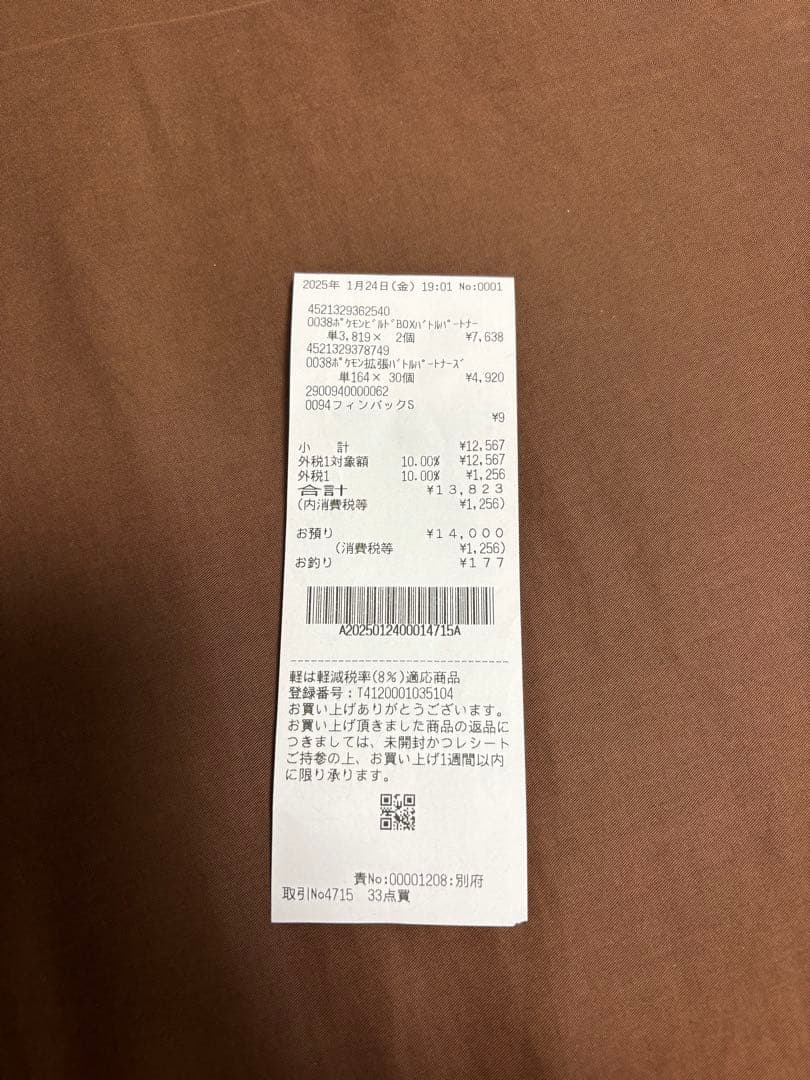 2025年 1月24日(金) 19:01 No:0001
4521329362540
0038ﾎﾟｹﾓﾝﾋﾞﾙﾄﾞBOXﾊﾞﾄﾙﾊﾟｰﾄﾅｰ
単3,819× 2個 ¥7,638
4521329378749
0038ﾎﾟｹﾓﾝ拡張ﾊﾞﾄﾙﾊﾟｰﾄﾅｰｽﾞ
単164× 30個 ¥4,920
2900940000062
0094フィンパックS
¥9
小 計 ¥12,567
外税1対象額 10.00% ¥12,567
外税1 10.00% ¥1,256
合計 ¥13,823
(内消費税等 ¥1,256)
お預り ¥14,000
(消費税等 ¥1,256)
お釣り ¥177
A2025012400014715A
軽は軽減税率(8%)適応商品
登録番号:T4120001035104
お買い上げありがとうございます。
お買い上げ頂きました商品の返品に
つきましては、未開封かつレシート
ご持参の上、お買い上げ1週間以内
に限り承ります。
責No:00001208:別府
取引No4715 33点買